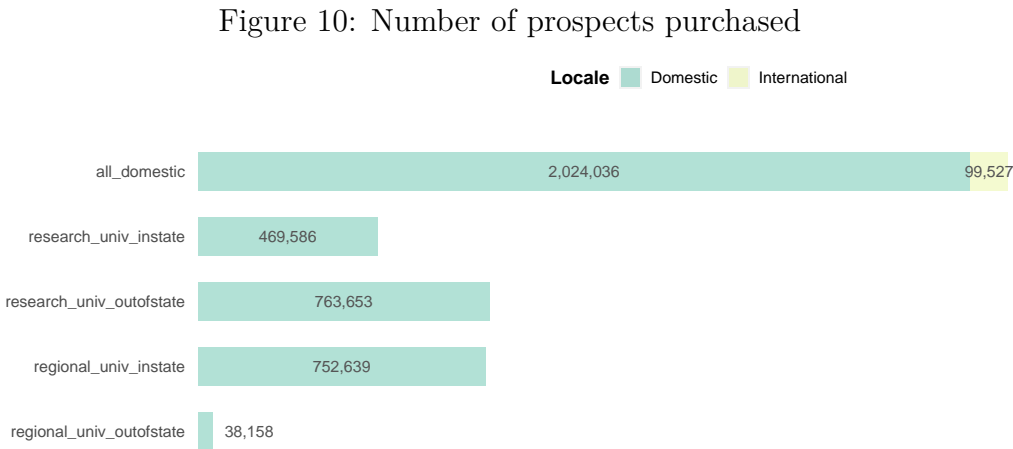 Figure 10: Number of prospects purchased
Locale Domestic International
all_domestic 2,024,036 99,527
research_univ_instate 469,586
research_univ_outofstate 763,653
regional_univ_instate 752,639
regional_univ_outofstate 38,158